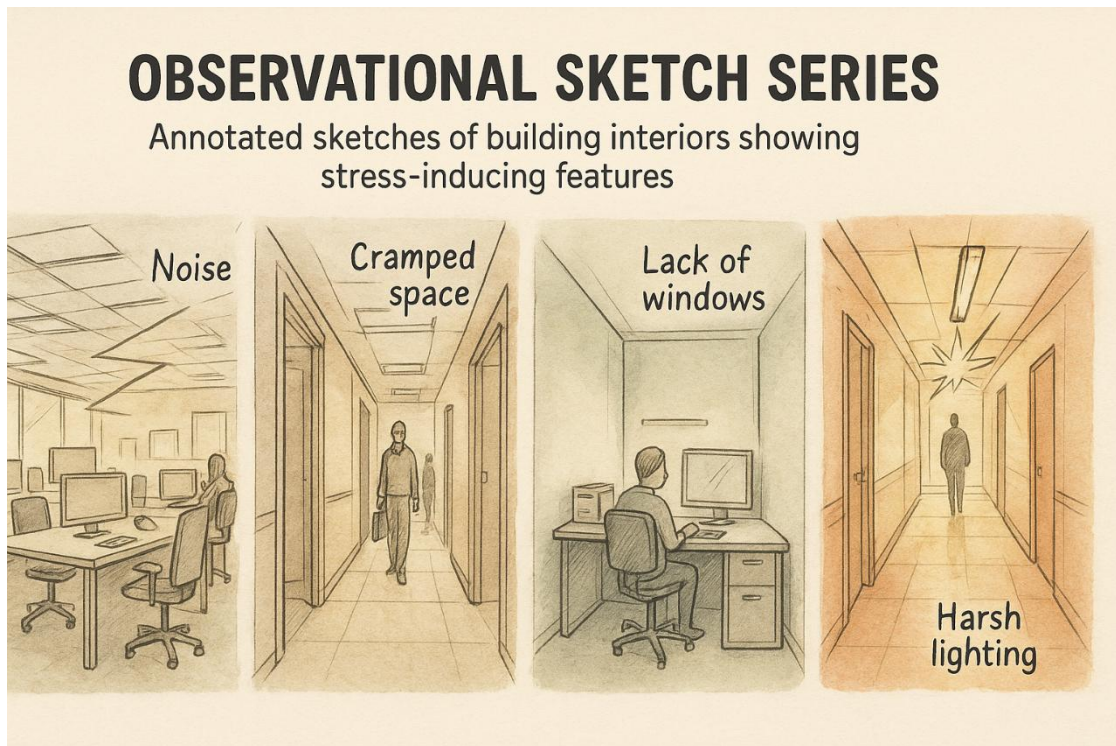 OBSERVATIONAL SKETCH SERIES
Annotated sketches of building interiors showing
stress-inducing features
Noise
Cramped
space
Lack of
windows
Harsh
lighting